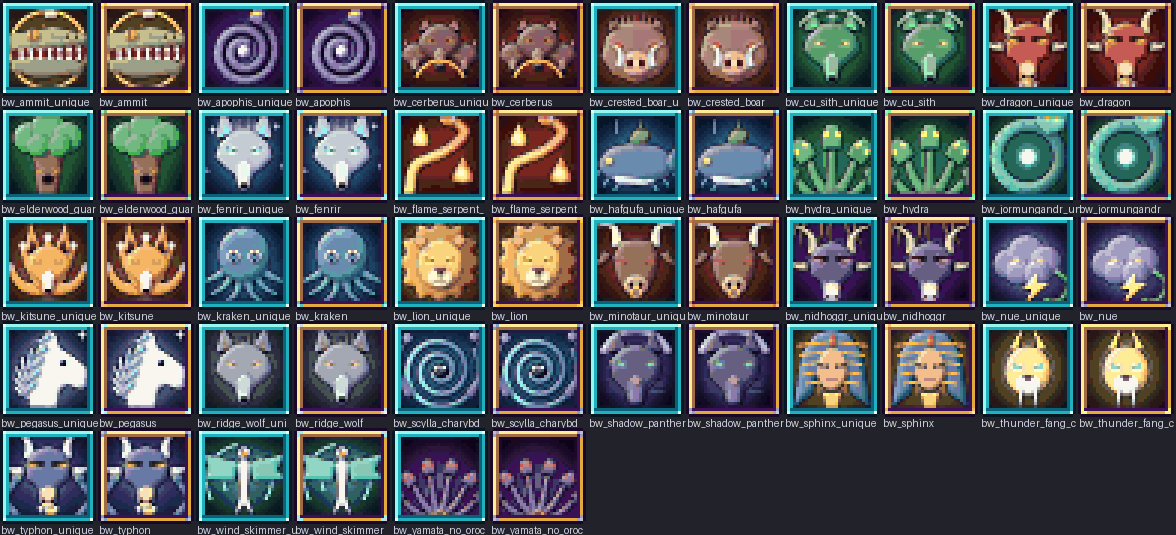 bw_ammit_unique bw_ammit bw_apophis_unique bw_apophis bw_cerberus_uniqu bw_cerberus bw_crested_boar_u bw_crested_boar bw_cu_sith_unique bw_cu_sith bw_dragon_unique bw_dragon
bw_elderwood_guar bw_elderwood_guar bw_fenrir_unique bw_fenrir bw_flame_serpent_ bw_flame_serpent bw_hafgufa_unique bw_hafgufa bw_hydra_unique bw_hydra bw_jormungandr_un bw_jormungandr
bw_kitsune_unique bw_kitsune bw_kraken_unique bw_kraken bw_lion_unique bw_lion bw_minotaur_uniqu bw_minotaur bw_nidhoggr_unique bw_nidhoggr bw_nue_unique bw_nue
bw_pegasus_unique bw_pegasus bw_ridge_wolf_uni bw_ridge_wolf bw_scylla_charybd bw_scylla_charybd bw_shadow_panther bw_shadow_panther bw_sphinx_unique bw_sphinx bw_thunder_fang_c bw_thunder_fang_c
bw_typhon_unique bw_typhon bw_wind_skimmer_u bw_wind_skimmer bw_yamata_no_oroc bw_yamata_no_oroc